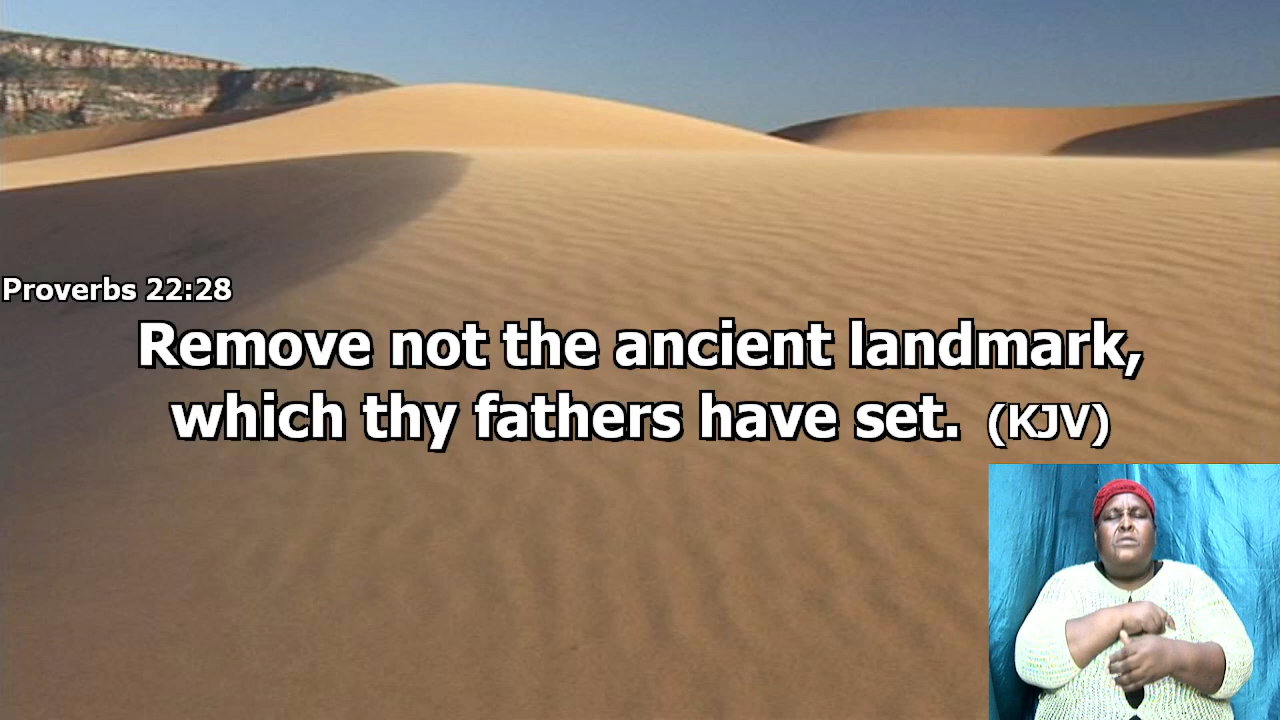 Proverbs 22:28
Remove not the ancient landmark,
which thy fathers have set. (KJV)